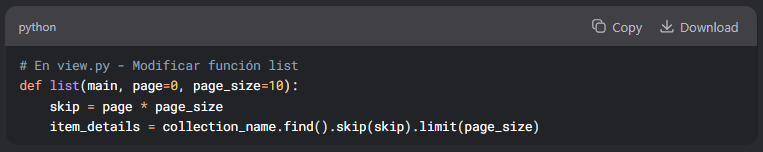 python
Copy
Download
# En view.py - Modificar función list
def list(main, page=0, page_size=10):
    skip = page * page_size
    item_details = collection_name.find().skip(skip).limit(page_size)